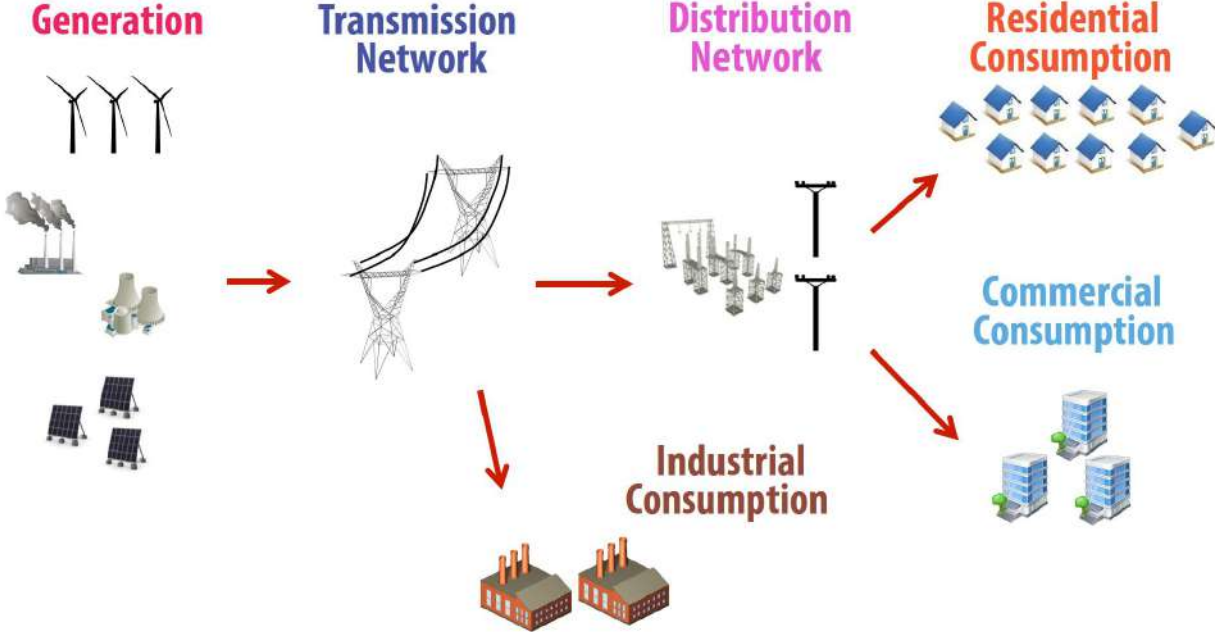 Generation
Transmission
Network
Distribution
Network
Residential
Consumption
Commercial
Consumption
Industrial
Consumption